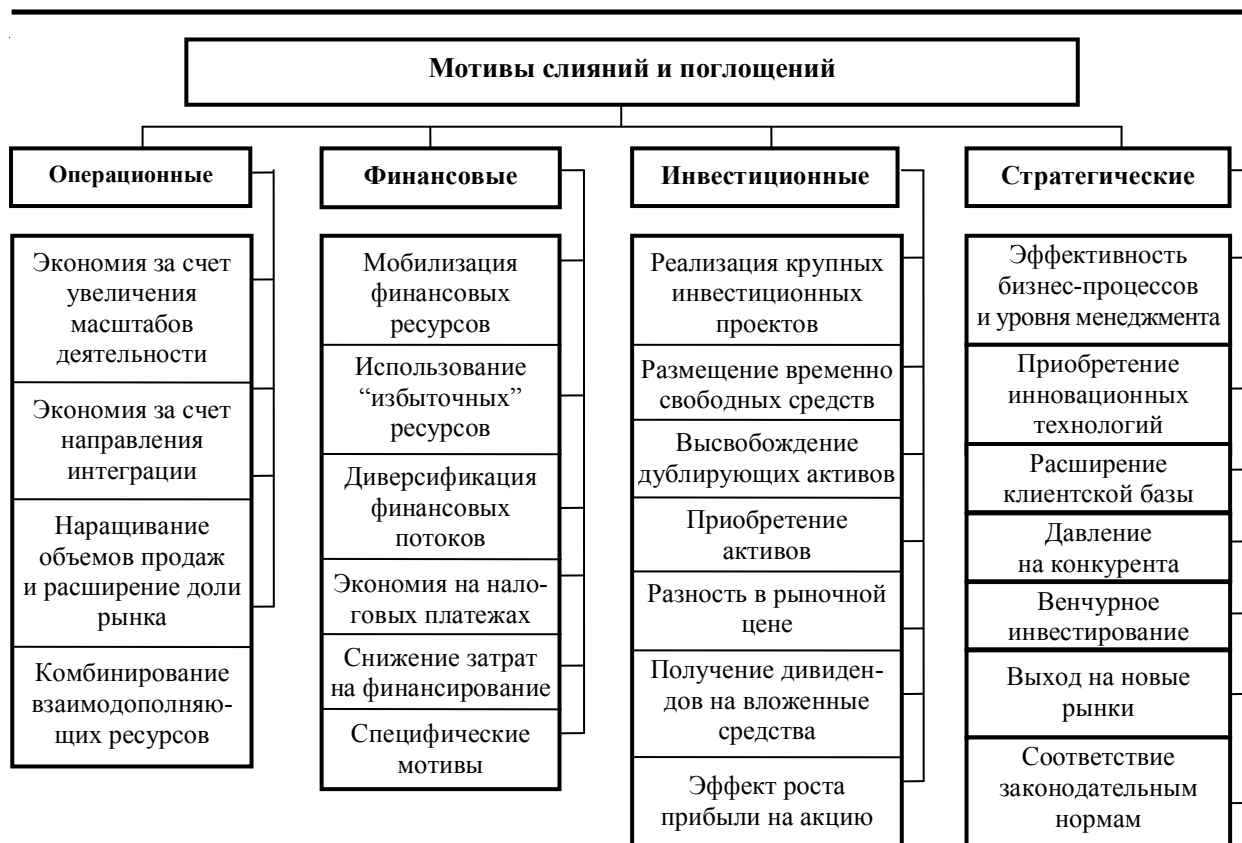 Мотивы слияний и поглощений
Операционные
Экономия за счет
увеличения
масштабов
деятельности
Экономия за счет
направления
интеграции
Наращивание
объемов продаж
и расширение доли
рынка
Комбинирование
взаимодополняю-
щих ресурсов
Финансовые
Мобилизация
финансовых
ресурсов
Использование
“избыточных”
ресурсов
Диверсификация
финансовых
потоков
Экономия на нало-
говых платежах
Снижение затрат
на финансирование
Специфические
мотивы
Инвестиционные
Реализация крупных
инвестиционных
проектов
Размещение временно
свободных средств
Высвобождение
дублирующих активов
Приобретение
активов
Разность в рыночной
цене
Получение дивиден-
дов на вложенные
средства
Эффект роста
прибыли на акцию
Стратегические
Эффективность
бизнес-процессов
и уровня менеджмента
Приобретение
инновационных
технологий
Расширение
клиентской базы
Давление
на конкурента
Венчурное
инвестирование
Выход на новые
рынки
Соответствие
законодательным
нормам